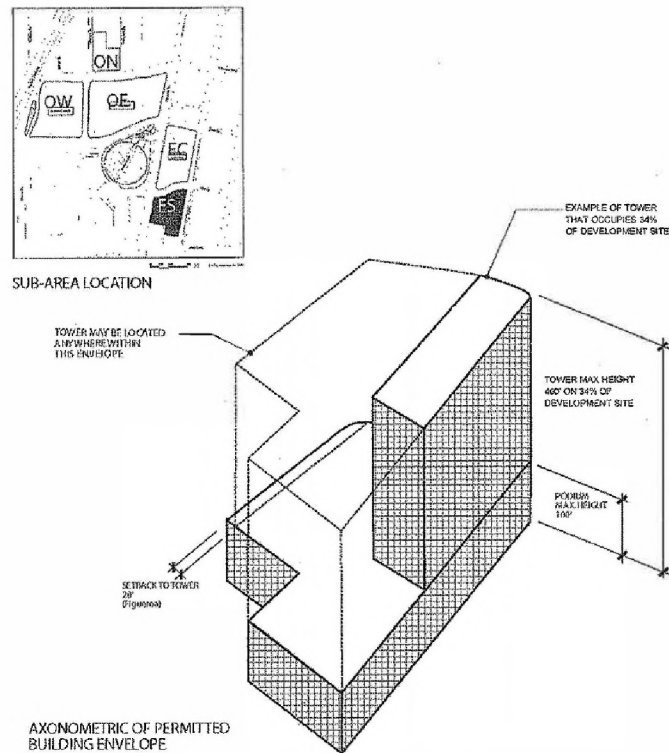 ON
OW
OE
EC
ES
SUB-AREA LOCATION
EXAMPLE OF TOWER
THAT OCCUPIES 34%
OF DEVELOPMENT SITE
TOWER MAY BE LOCATED
ANYWHERE WITHIN
THIS ENVELOPE
TOWER MAX HEIGHT
460' ON 34% OF
DEVELOPMENT SITE
PODIUM
MAX HEIGHT
100'
SETBACK TO TOWER
20'
(Figueroa)
AXONOMETRIC OF PERMITTED
BUILDING ENVELOPE